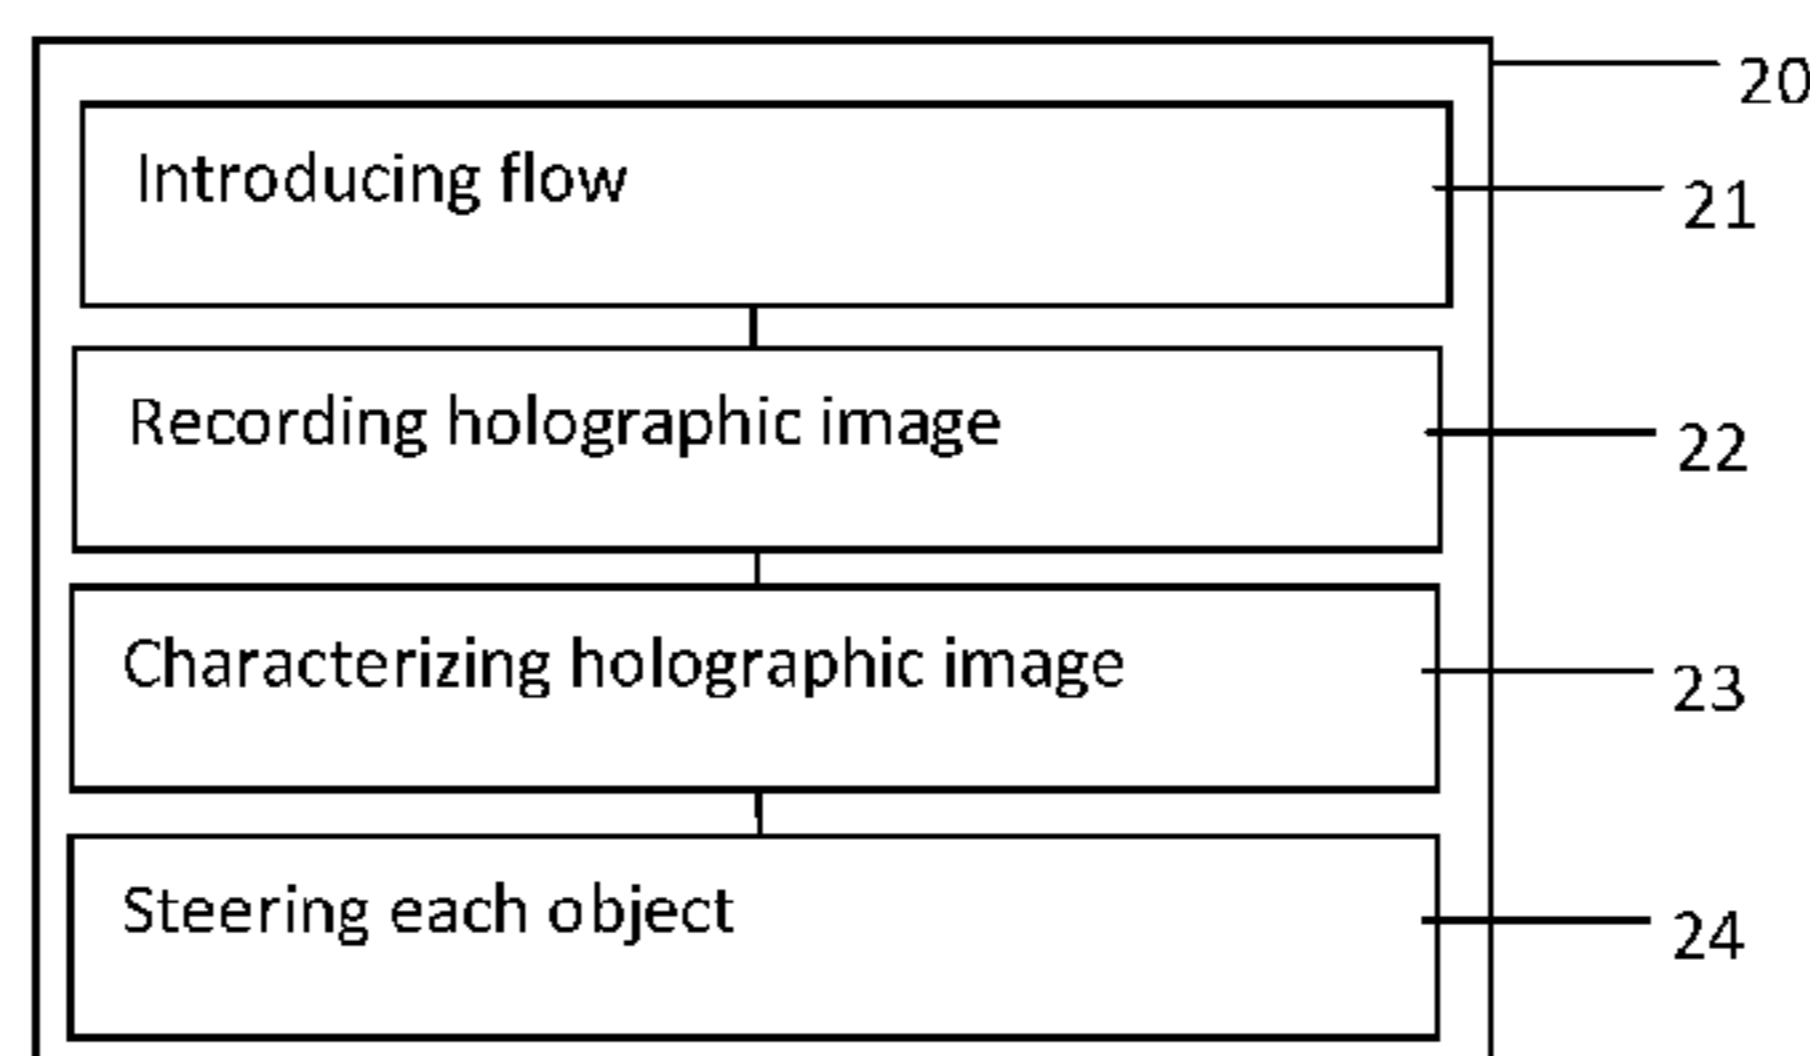 20
Introducing flow
21
Recording holographic image
22
Characterizing holographic image
23
Steering each object
24